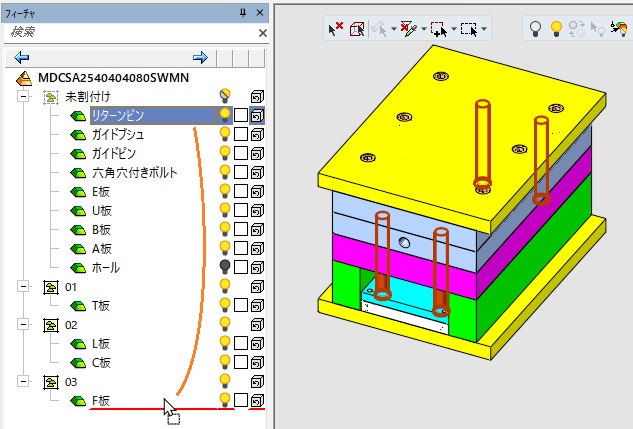 フィーチャ
検索
MDCSA2540404080SWMN
未割付け
リターンピン
ガイドブシュ
ガイドピン
六角穴付きボルト
E板
U板
B板
A板
ホール
01
T板
02
L板
C板
03
F板